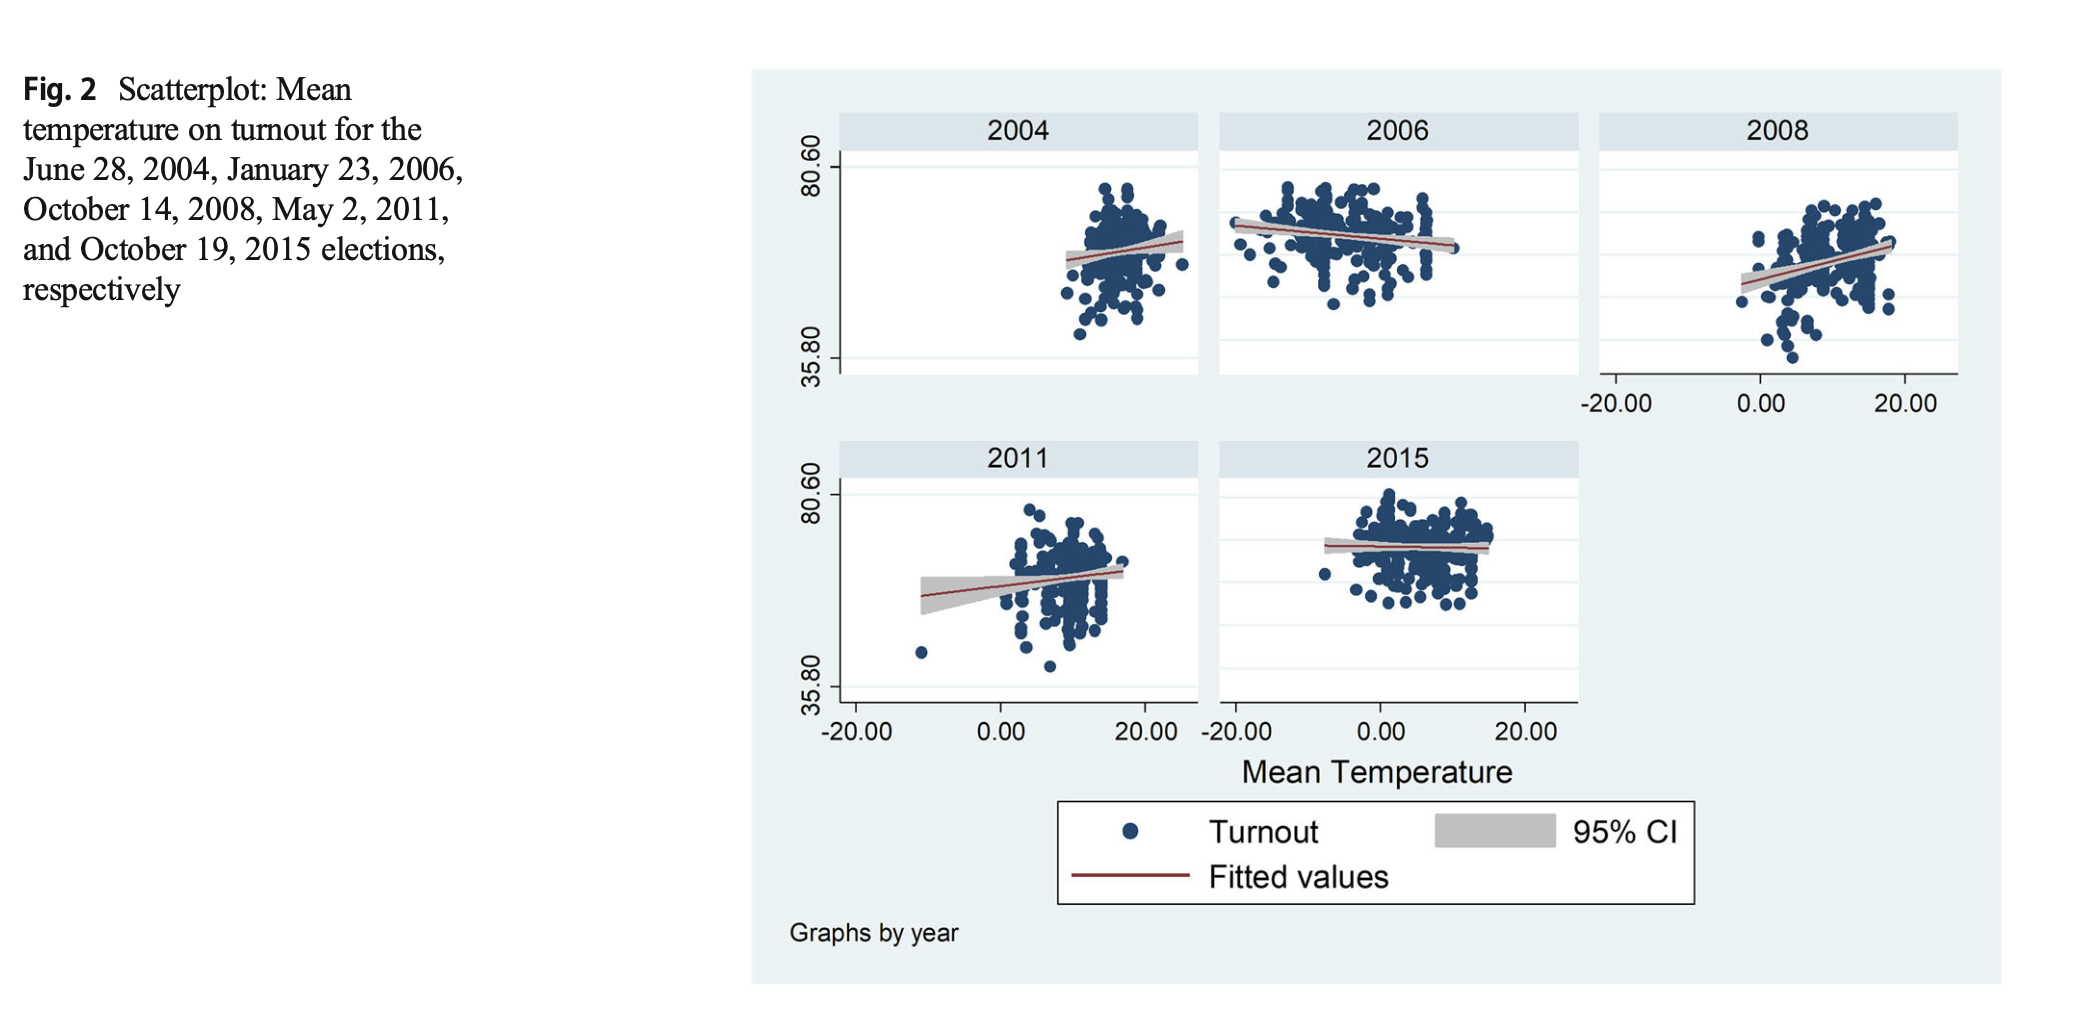 Fig. 2 Scatterplot: Mean
temperature on turnout for the
June 28, 2004, January 23, 2006,
October 14, 2008, May 2, 2011,
and October 19, 2015 elections,
respectively
2004
2006
2008
80.60
35.80
-20.00 0.00 20.00
2011
2015
80.60
35.80
-20.00 0.00 20.00
-20.00 0.00 20.00
Mean Temperature
Turnout
95% CI
Fitted values
Graphs by year